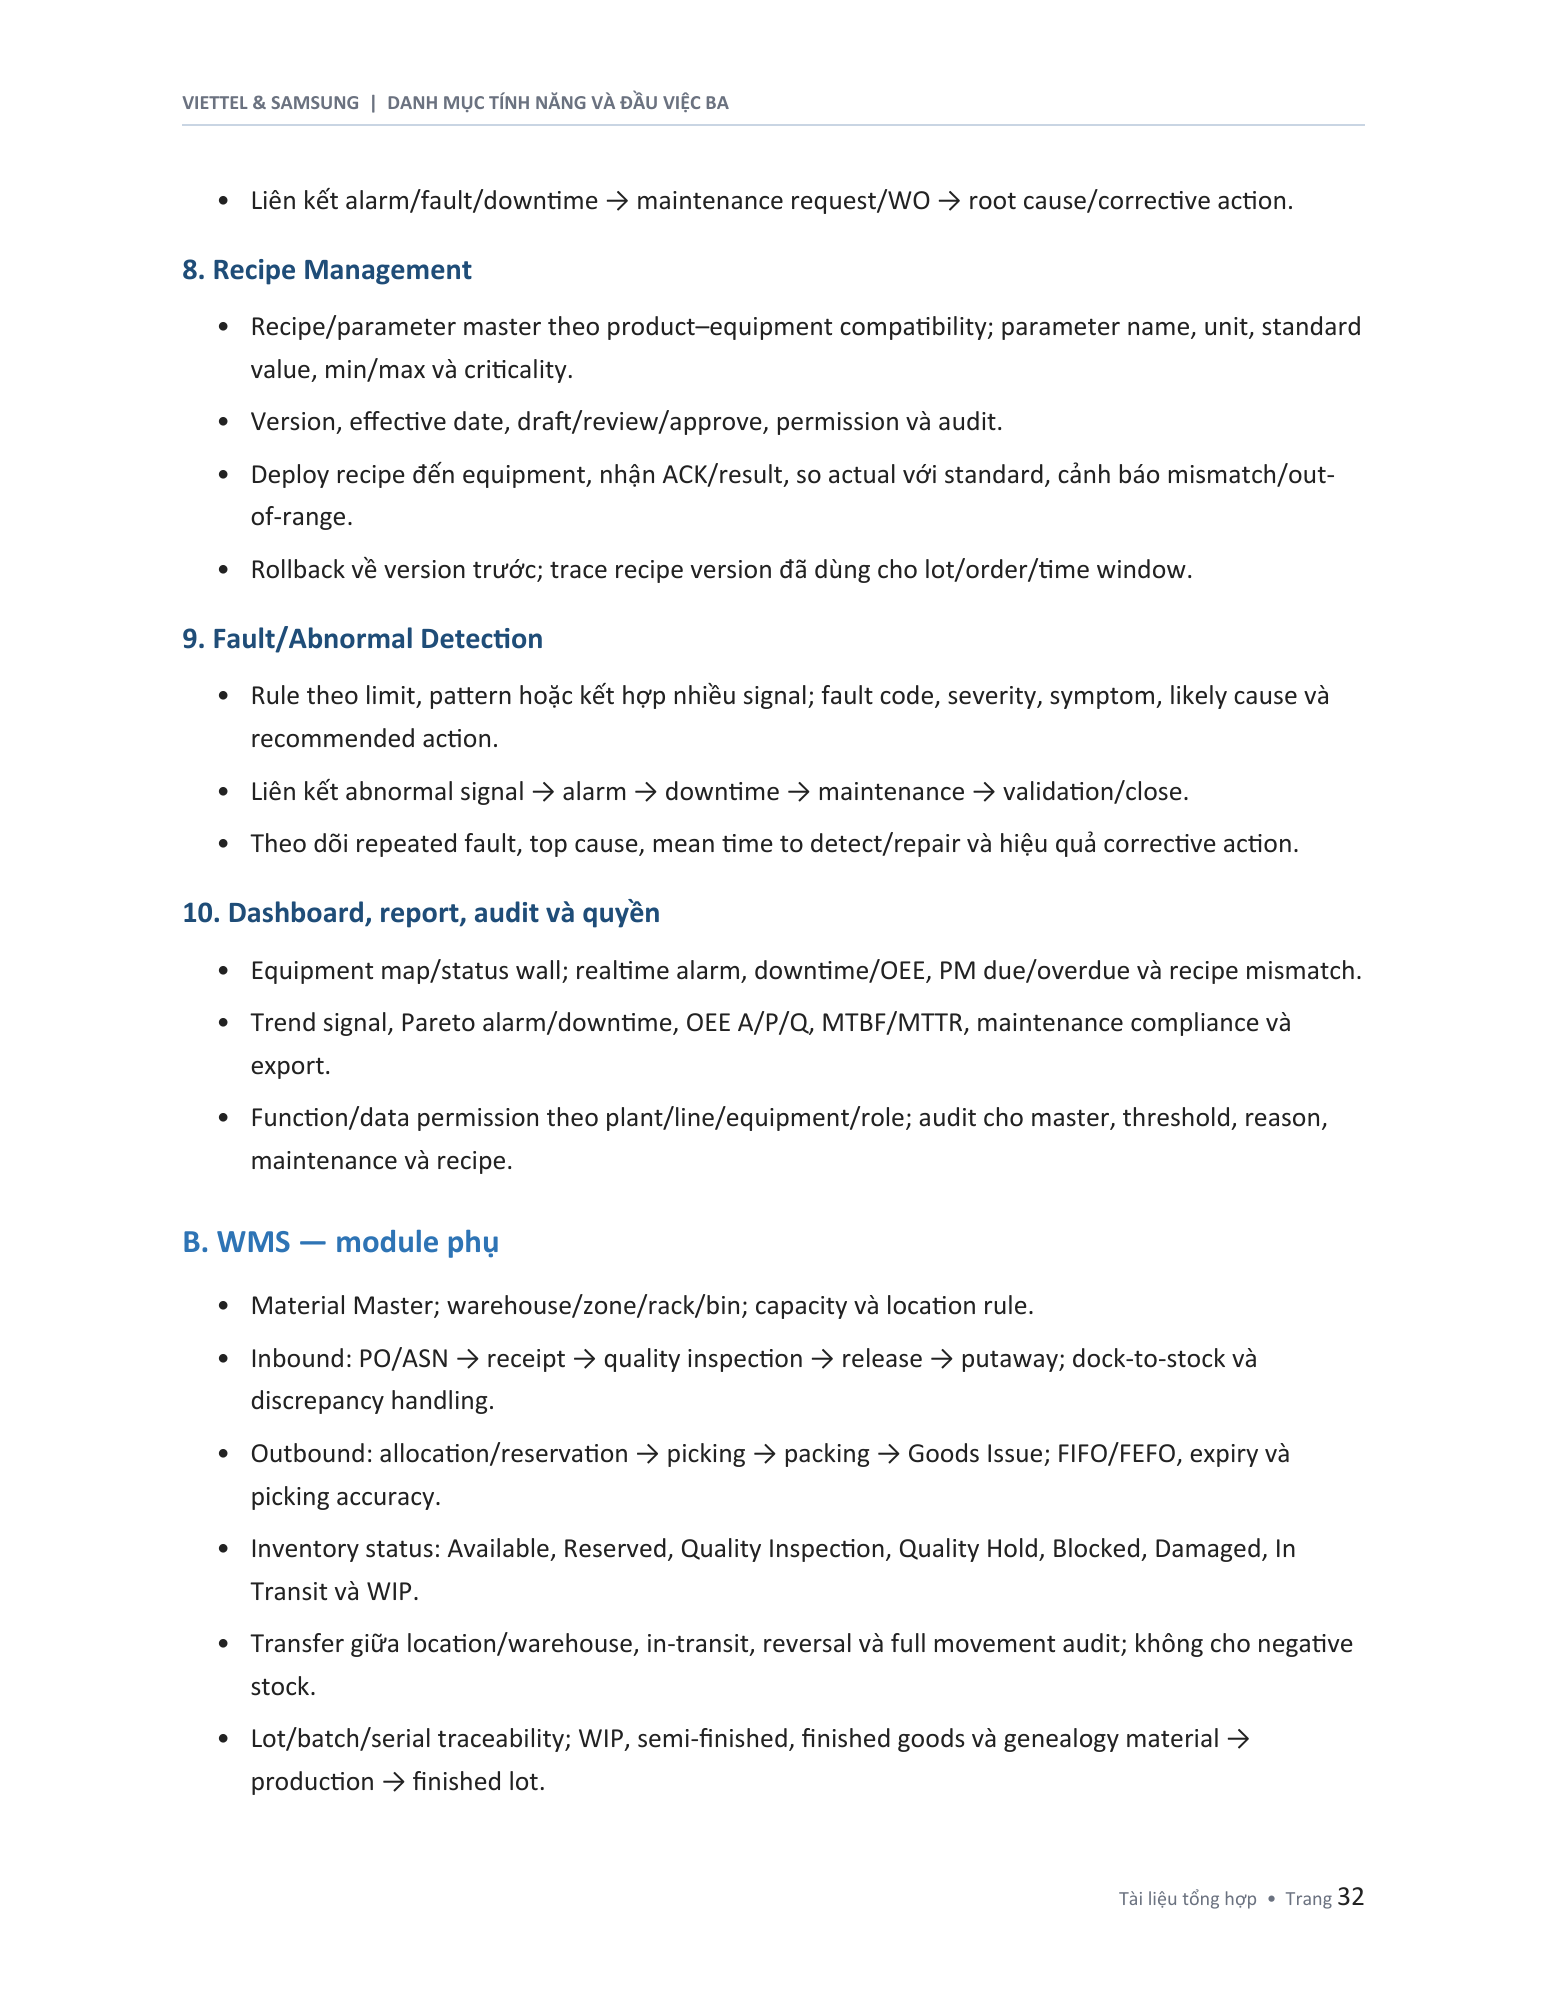 VIETTEL & SAMSUNG | DANH MỤC TÍNH NĂNG VÀ ĐẦU VIỆC BA
• Liên kết alarm/fault/downtime → maintenance request/WO → root cause/corrective action.
8. Recipe Management
• Recipe/parameter master theo product–equipment compatibility; parameter name, unit, standard
value, min/max và criticality.
• Version, effective date, draft/review/approve, permission và audit.
• Deploy recipe đến equipment, nhận ACK/result, so actual với standard, cảnh báo mismatch/out-
of-range.
• Rollback về version trước; trace recipe version đã dùng cho lot/order/time window.
9. Fault/Abnormal Detection
• Rule theo limit, pattern hoặc kết hợp nhiều signal; fault code, severity, symptom, likely cause và
recommended action.
• Liên kết abnormal signal → alarm → downtime → maintenance → validation/close.
• Theo dõi repeated fault, top cause, mean time to detect/repair và hiệu quả corrective action.
10. Dashboard, report, audit và quyền
• Equipment map/status wall; realtime alarm, downtime/OEE, PM due/overdue và recipe mismatch.
• Trend signal, Pareto alarm/downtime, OEE A/P/Q, MTBF/MTTR, maintenance compliance và
export.
• Function/data permission theo plant/line/equipment/role; audit cho master, threshold, reason,
maintenance và recipe.
B. WMS — module phụ
• Material Master; warehouse/zone/rack/bin; capacity và location rule.
• Inbound: PO/ASN → receipt → quality inspection → release → putaway; dock-to-stock và
discrepancy handling.
• Outbound: allocation/reservation → picking → packing → Goods Issue; FIFO/FEFO, expiry và
picking accuracy.
• Inventory status: Available, Reserved, Quality Inspection, Quality Hold, Blocked, Damaged, In
Transit và WIP.
• Transfer giữa location/warehouse, in-transit, reversal và full movement audit; không cho negative
stock.
• Lot/batch/serial traceability; WIP, semi-finished, finished goods và genealogy material →
production → finished lot.
Tài liệu tổng hợp • Trang 32